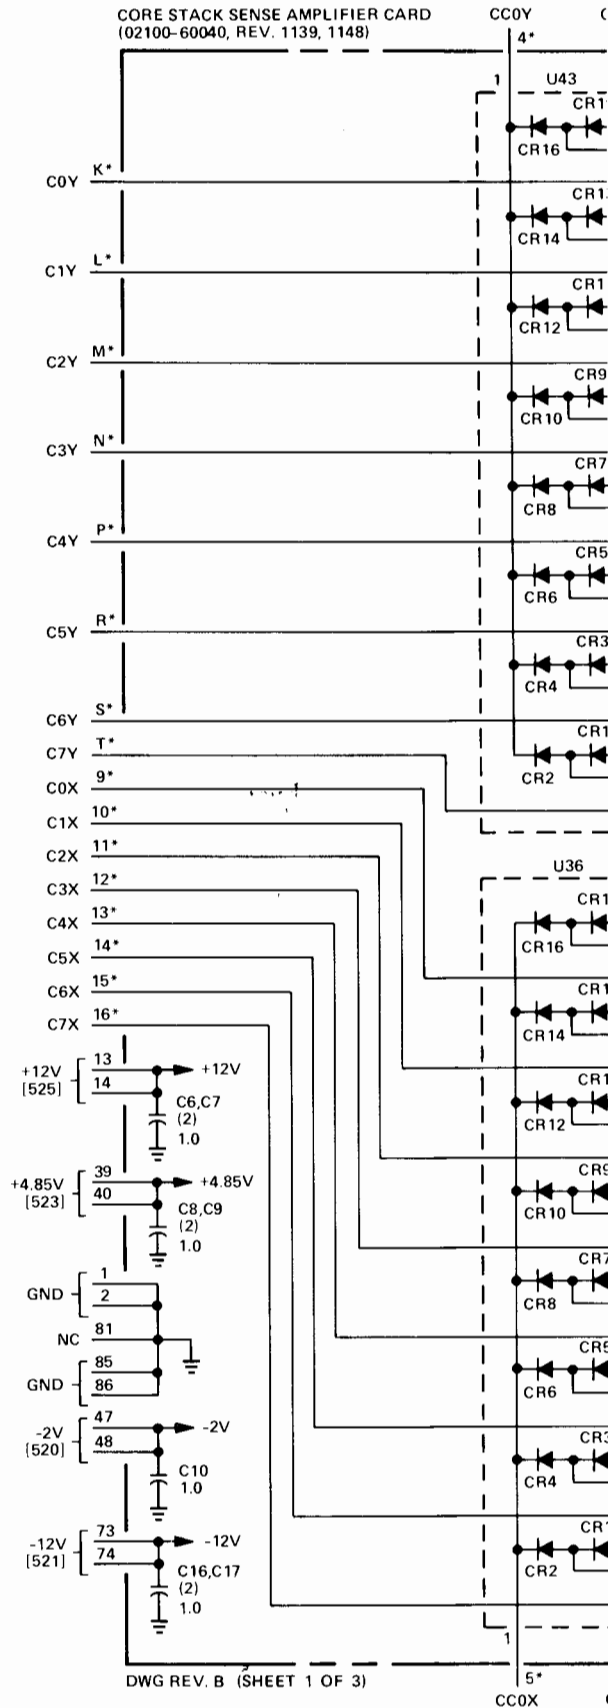 CORE STACK SENSE AMPLIFIER CARD
(02100-60040, REV. 1139, 1148)
CC0Y
4*
1
U43
CR16
K*
C0Y
CR14
L*
C1Y
CR12
M*
C2Y
CR9
CR10
N*
C3Y
CR7
CR8
P*
C4Y
CR5
CR6
R*
C5Y
CR3
CR4
S*
C6Y
T*
C7Y
CR2
9*
C0X
10*
C1X
11*
C2X
U36
12*
C3X
13*
C4X
CR16
14*
C5X
15*
C6X
16*
C7X
CR14
13
+12V
+12V
[525]
14
C6,C7
(2)
1.0
CR12
39
+4.85V
+4.85V
[523]
40
C8,C9
(2)
1.0
CR9
CR10
1
GND
2
CR7
CR8
NC
81
85
GND
86
CR5
CR6
47
-2V
-2V
[520]
48
C10
1.0
CR3
CR4
73
-12V
-12V
[521]
74
C16,C17
(2)
1.0
CR2
1
DWG REV. B (SHEET 1 OF 3)
5*
CC0X